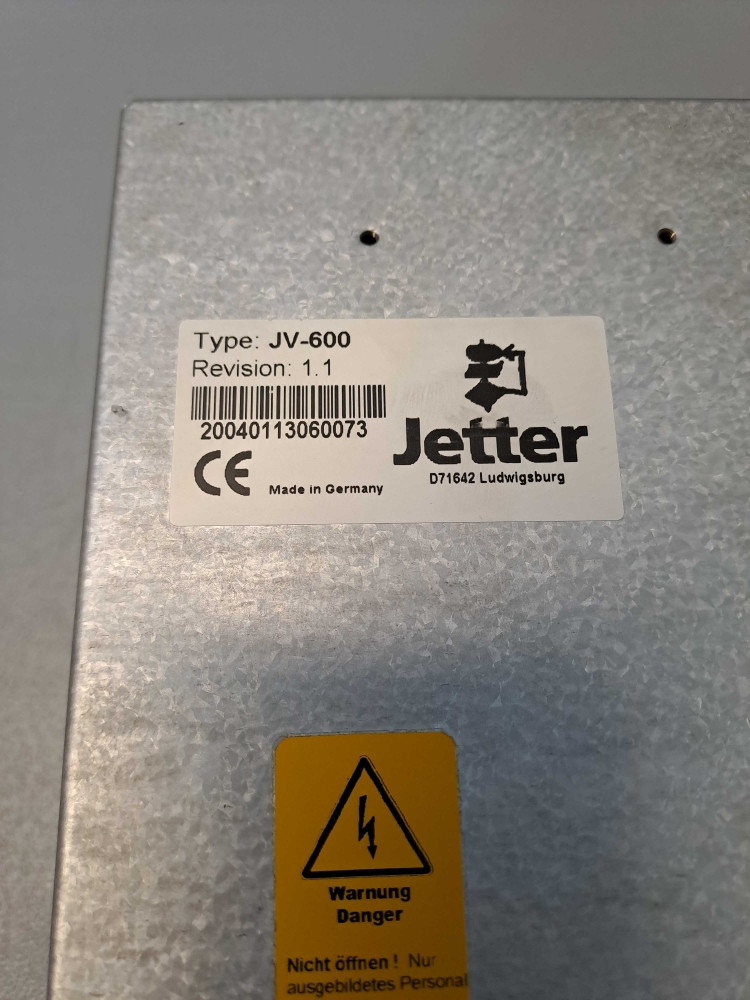 Type: JV-600
Revision: 1.1
20040113060073
CE Made in Germany
Jetter
D71642 Ludwigsburg
Warnung
Danger
Nicht öffnen ! Nur
ausgebildetes Personal